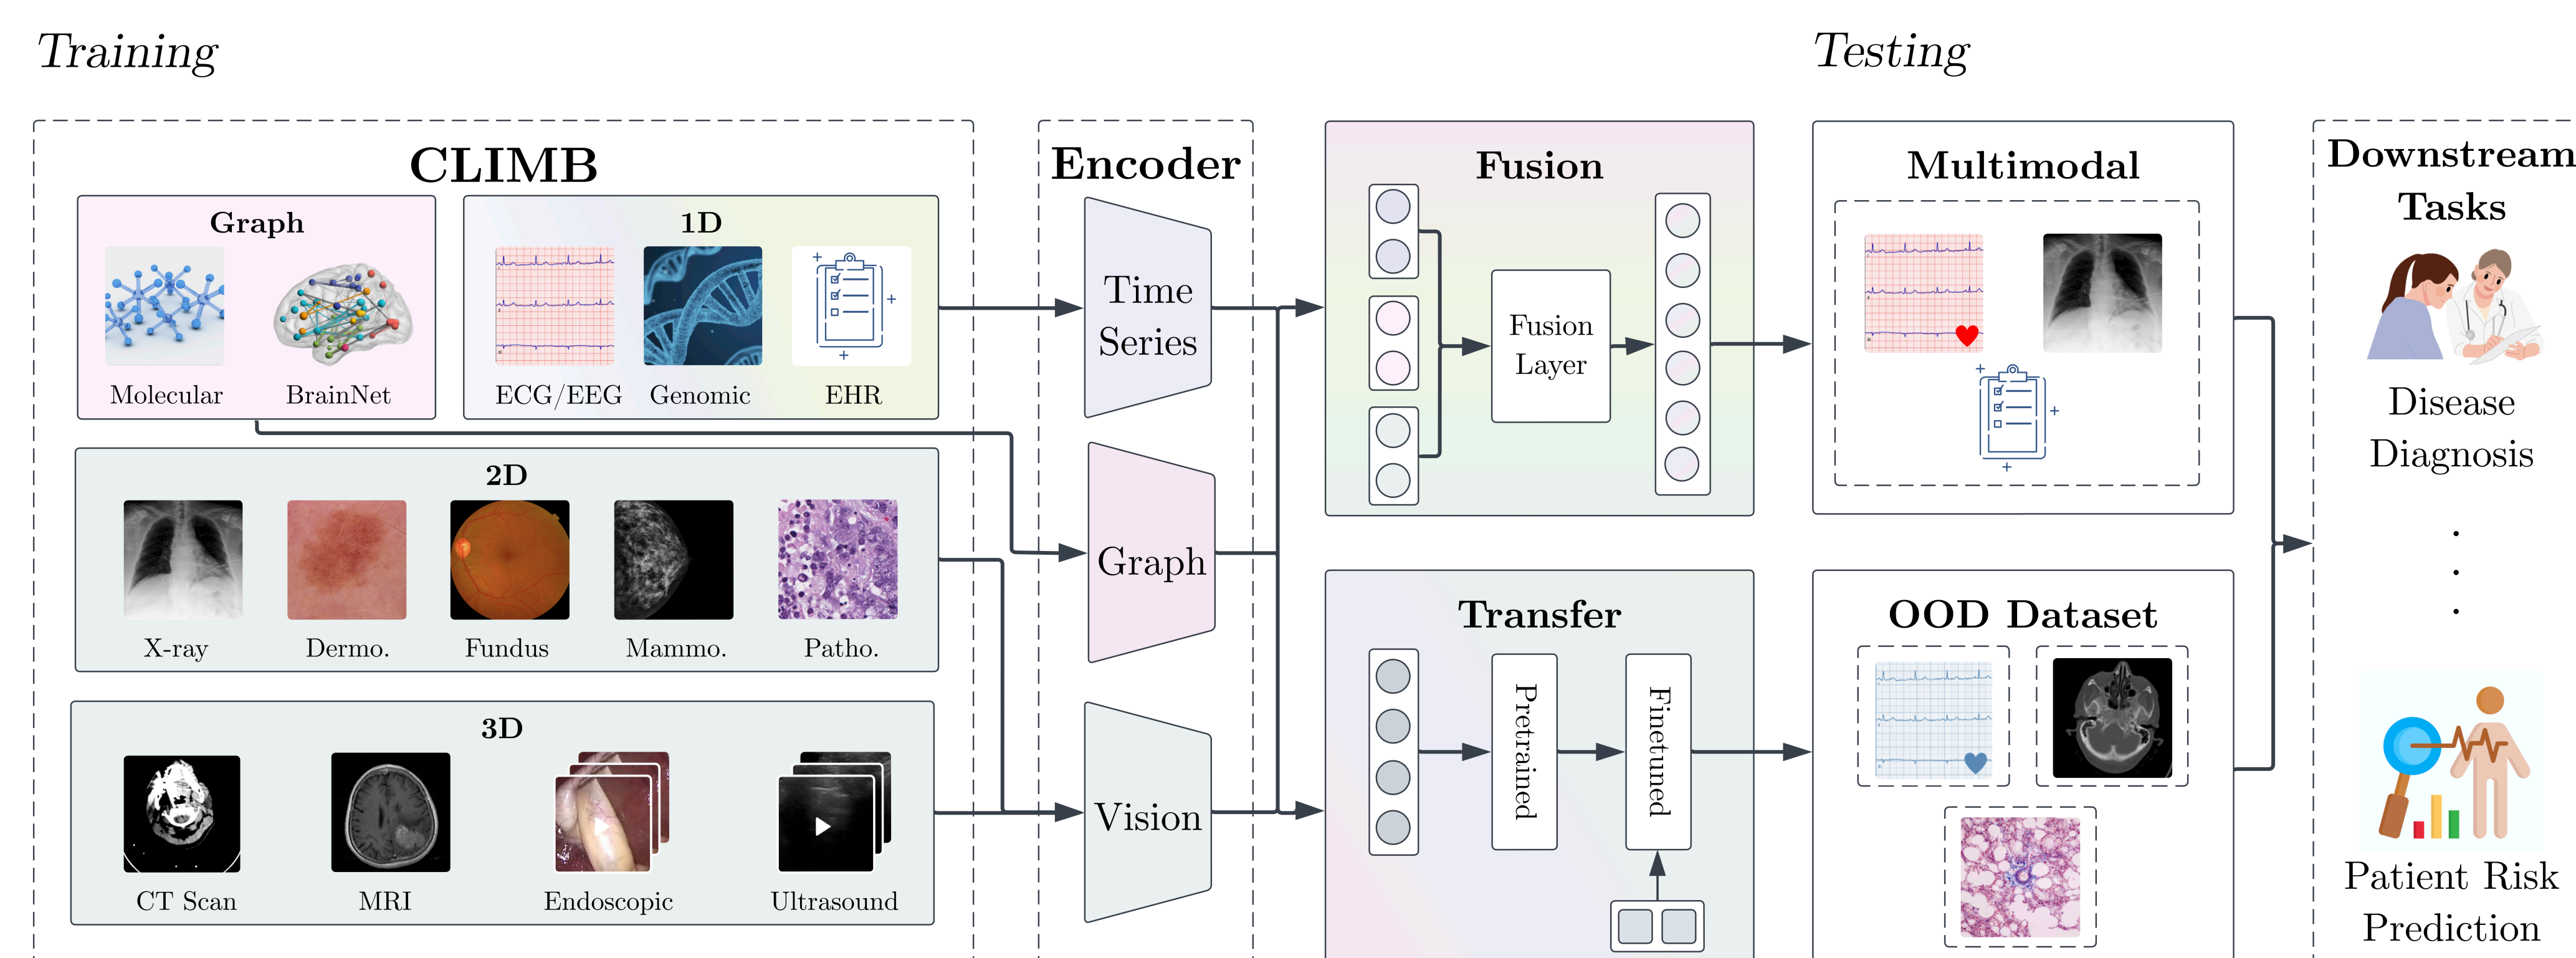 Training
Testing
CLIMB
Graph
Molecular
BrainNet
1D
ECG/EEG
Genomic
EHR
2D
X-ray
Dermo.
Fundus
Mammo.
Patho.
3D
CT Scan
MRI
Endoscopic
Ultrasound
Encoder
Time
Series
Graph
Vision
Fusion
Fusion
Layer
Transfer
Pretrained
Finetuned
Multimodal
OOD Dataset
Downstream
Tasks
Disease
Diagnosis
.
.
.
Patient Risk
Prediction